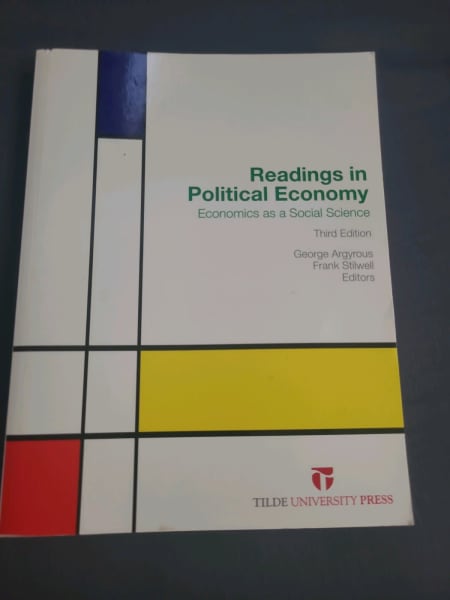 Readings in
Political Economy
Economics as a Social Science
Third Edition
George Argyrous
Frank Stilwell
Editors
TILDE UNIVERSITY PRESS